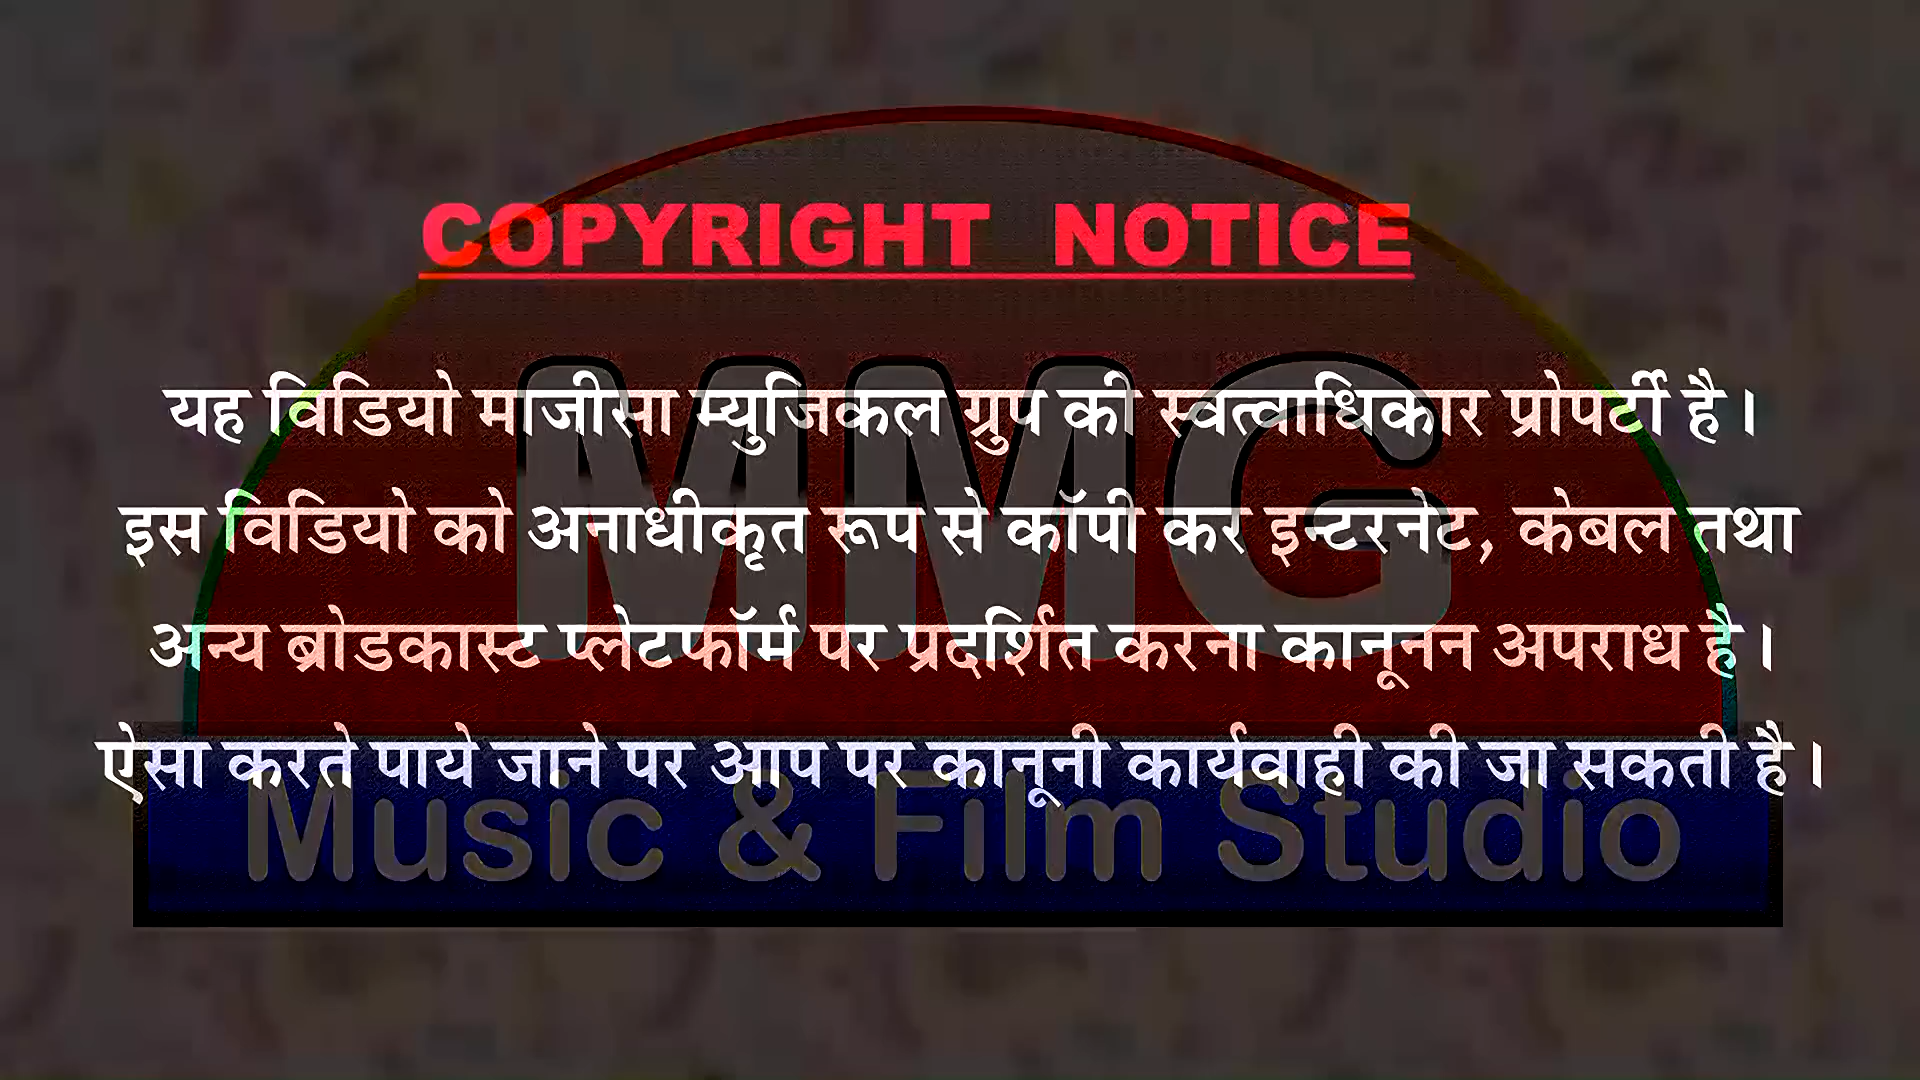 COPYRIGHT NOTICE
यह विडियो माजीसा म्युजिकल ग्रुप की स्वत्वाधिकार प्रोपर्टी है।
इस विडियो को अनाधीकृत रूप से कॉपी कर इन्टरनेट, केबल तथा
अन्य ब्रोडकास्ट प्लेटफॉर्म पर प्रदर्शित करना कानूनन अपराध है।
ऐसा करते पाये जाने पर आप पर कानूनी कार्यवाही की जा सकती है।
MMG
Music & Film Studio